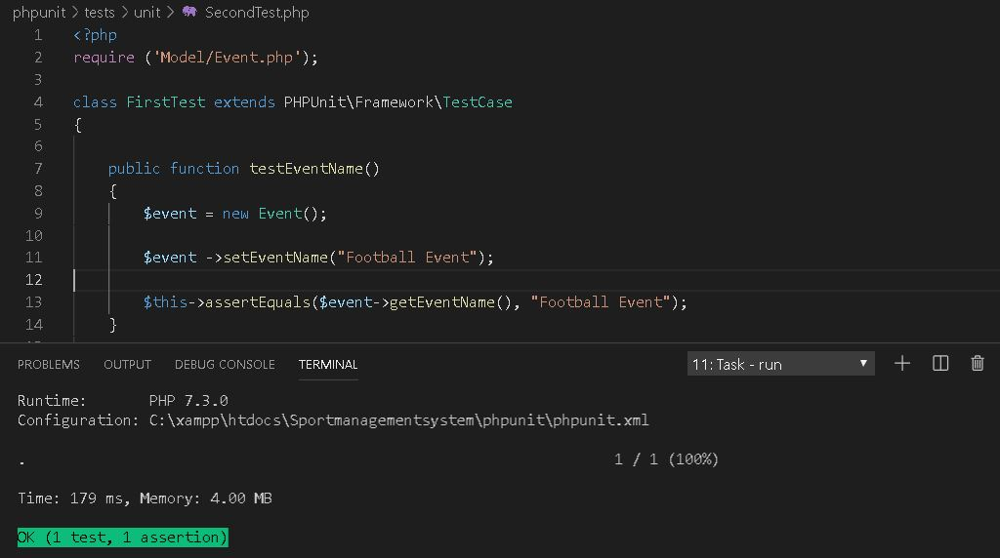 phpunit > tests > unit > SecondTest.php
1 <?php
2 require ('Model/Event.php');
3
4 class FirstTest extends PHPUnit\Framework\TestCase
5 {
6
7 public function testEventName()
8 {
9 $event = new Event();
10
11 $event ->setEventName("Football Event");
12
13 $this->assertEquals($event->getEventName(), "Football Event");
14 }
PROBLEMS OUTPUT DEBUG CONSOLE TERMINAL 11: Task - run
Runtime: PHP 7.3.0
Configuration: C:\xampp\htdocs\Sportmanagementsystem\phpunit\phpunit.xml
. 1 / 1 (100%)
Time: 179 ms, Memory: 4.00 MB
OK (1 test, 1 assertion)